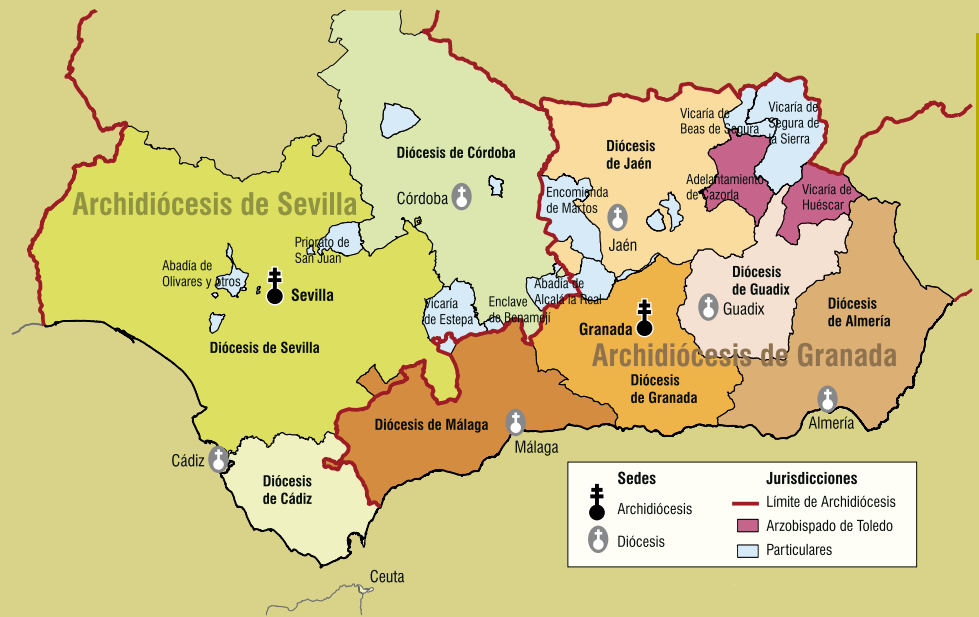 Vicaría de
Beas de Segura
Vicaría de
Segura de
la Sierra
Diócesis de Córdoba
Diócesis
de Jaén
Adelantamiento
de Cazorla
Vicaría de
Huéscar
Archidiócesis de Sevilla
Córdoba
Encomienda
de Martos
Jaén
Priorato de
San Juan
Abadía de
Olivares y otros
Sevilla
Vicaría
de Estepa
Enclave
de Benamejí
Abadía de
Alcalá la Real
Diócesis
de Guadix
Guadix
Diócesis
de Almería
Granada
Archidiócesis de Granada
Diócesis de Sevilla
Diócesis
de Granada
Diócesis de Málaga
Málaga
Almería
Cádiz
Diócesis
de Cádiz
Ceuta
Sedes
Archidiócesis
Diócesis
Jurisdicciones
Límite de Archidiócesis
Arzobispado de Toledo
Particulares